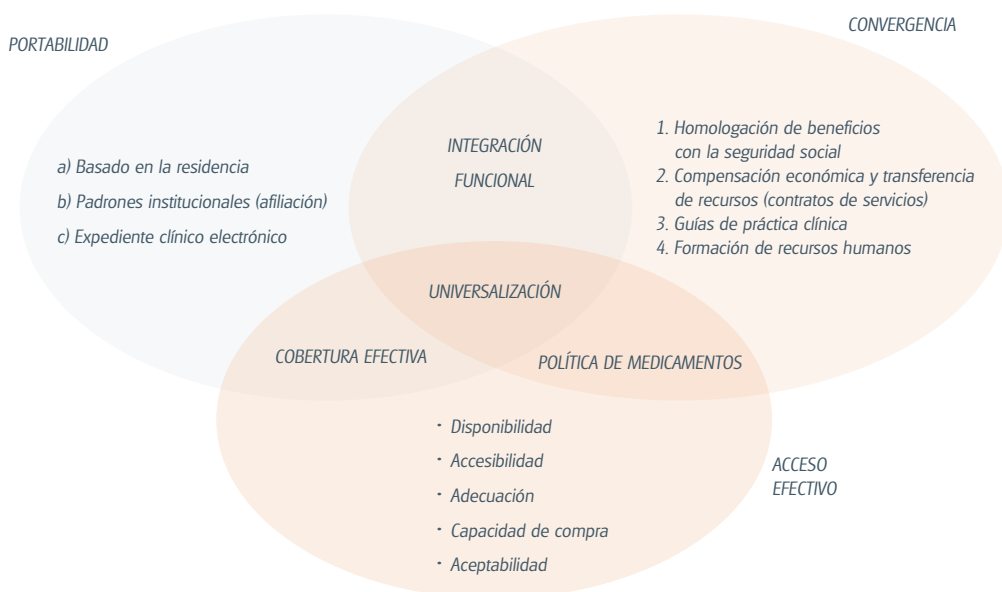 PORTABILIDAD
CONVERGENCIA
a) Basado en la residencia
b) Padrones institucionales (afiliación)
c) Expediente clínico electrónico
INTEGRACIÓN
FUNCIONAL
1. Homologación de beneficios
con la seguridad social
2. Compensación económica y transferencia
de recursos (contratos de servicios)
3. Guías de práctica clínica
4. Formación de recursos humanos
UNIVERSALIZACIÓN
COBERTURA EFECTIVA
POLÍTICA DE MEDICAMENTOS
· Disponibilidad
· Accesibilidad
· Adecuación
· Capacidad de compra
· Aceptabilidad
ACCESO
EFECTIVO